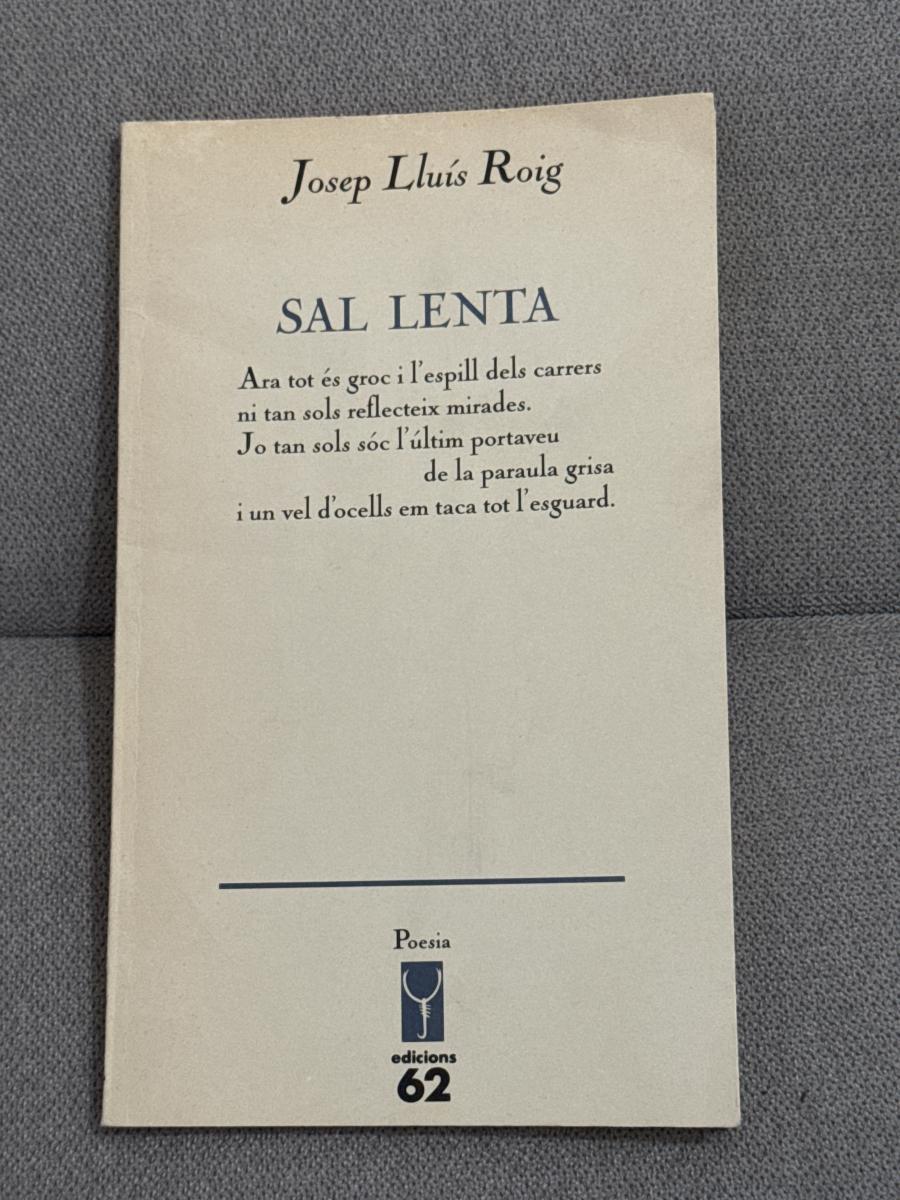 Josep Lluís Roig
SAL LENTA
Ara tot és groc i l'espill dels carrers
ni tan sols reflecteix mirades.
Jo tan sols sóc l'últim portaveu
de la paraula grisa
i un vel d'ocells em taca tot l'esguard.
Poesia
edicions
62